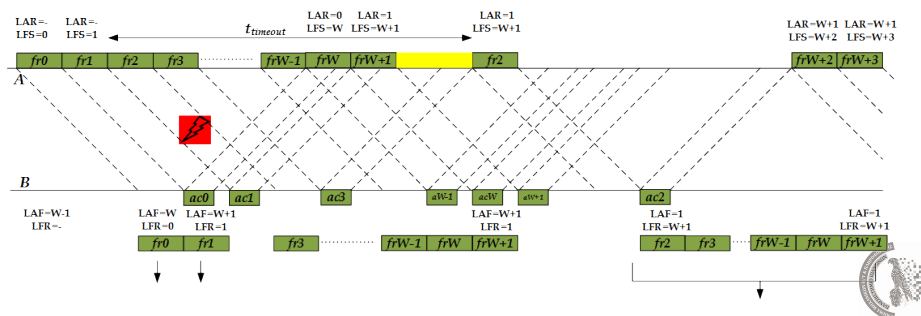 LAR=-
LFS=0
LAR=-
LFS=1
t_timeout
LAR=0
LFS=W
LAR=1
LFS=W+1
LAR=1
LFS=W+1
LAR=W+1
LFS=W+2
LAR=W+1
LFS=W+3
fr0 fr1 fr2 fr3 frW-1 frW frW+1 fr2 frW+2 frW+3
A
B
ac0 ac1 ac3 aW-1 acW aW+1 ac2
LAF=W-1
LFR=-
LAF=W
LFR=0
LAF=W+1
LFR=1
LAF=W+1
LFR=1
LAF=1
LFR=W+1
LAF=1
LFR=W+1
fr0 fr1 fr3 frW-1 frW frW+1 fr2 fr3 frW-1 frW frW+1